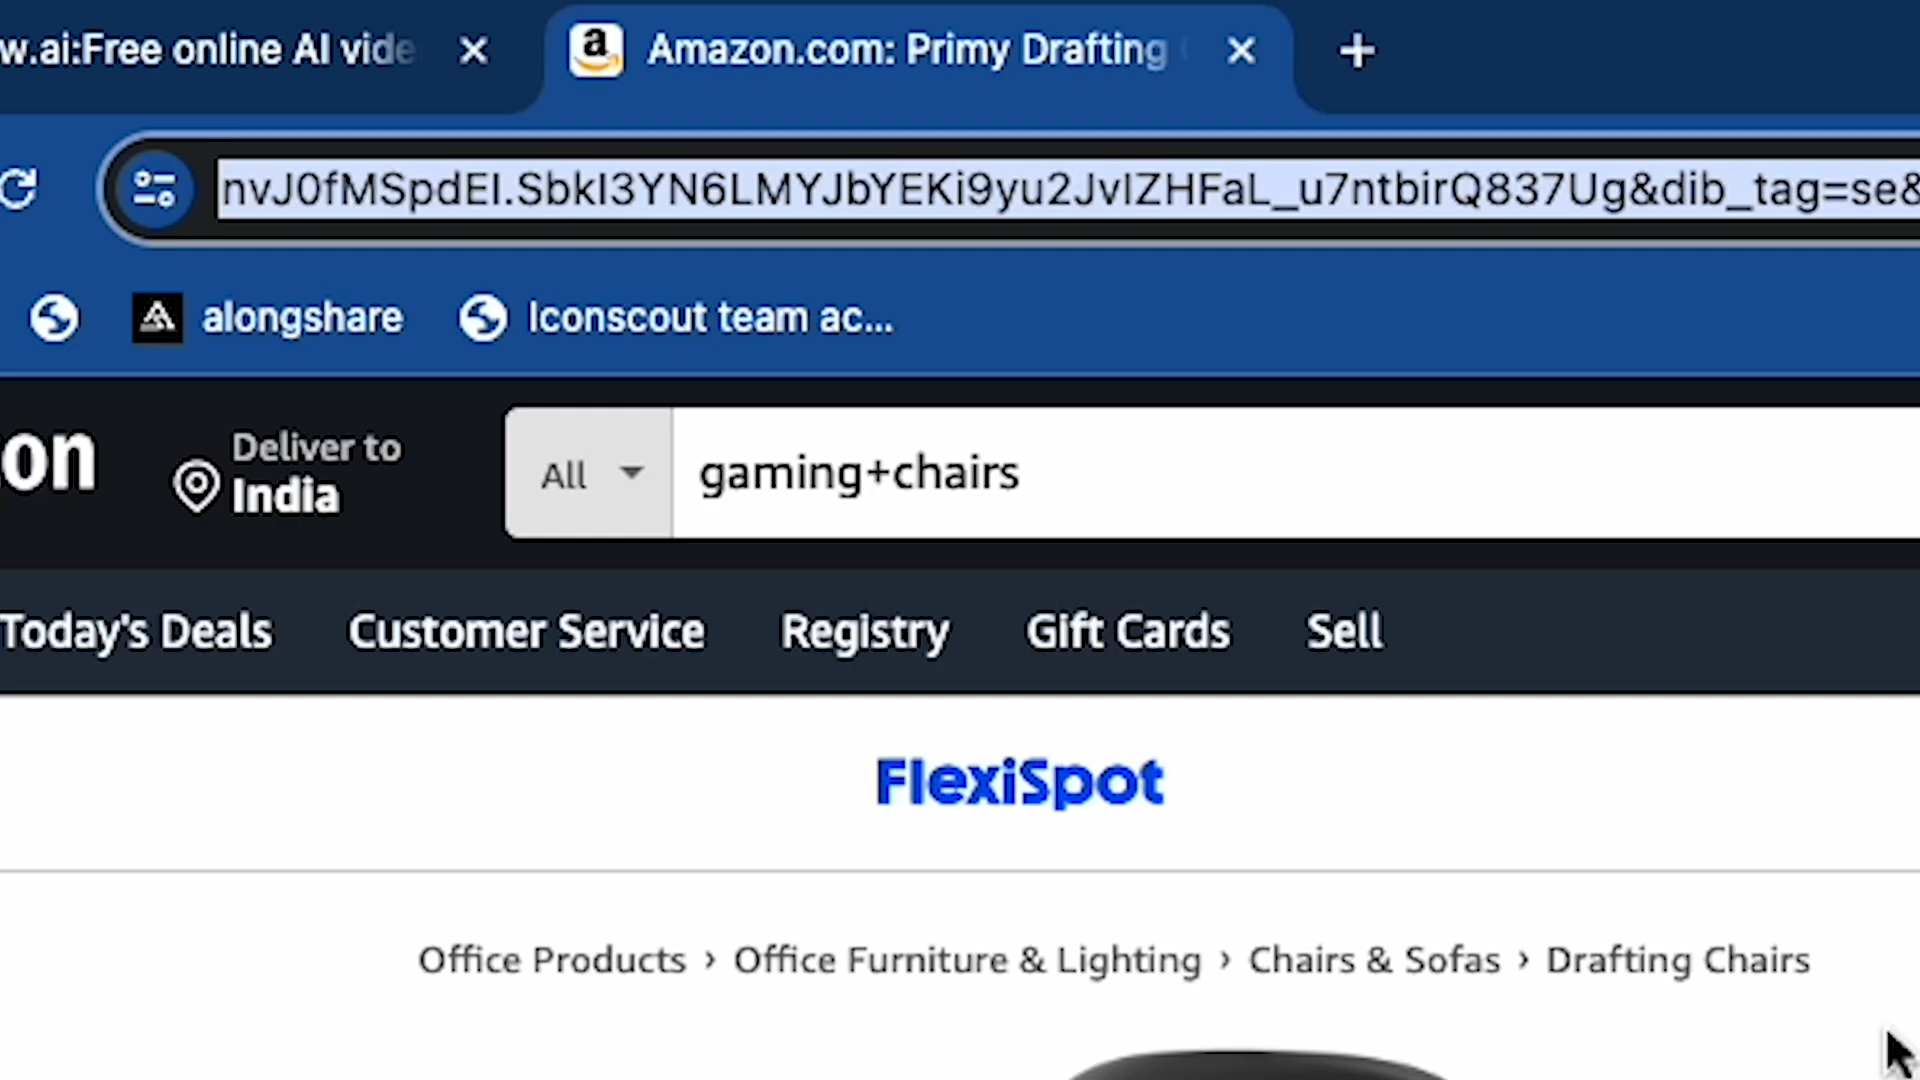 w.ai:Free online AI vide
Amazon.com: Primy Drafting
nvJ0fMSpdEI.SbkI3YN6LMYJbYEKi9yu2JvIZHFaL_u7ntbirQ837Ug&dib_tag=se&
alongshare
Iconscout team ac...
on
Deliver to
India
All
gaming+chairs
Today's Deals
Customer Service
Registry
Gift Cards
Sell
FlexiSpot
Office Products › Office Furniture & Lighting › Chairs & Sofas › Drafting Chairs